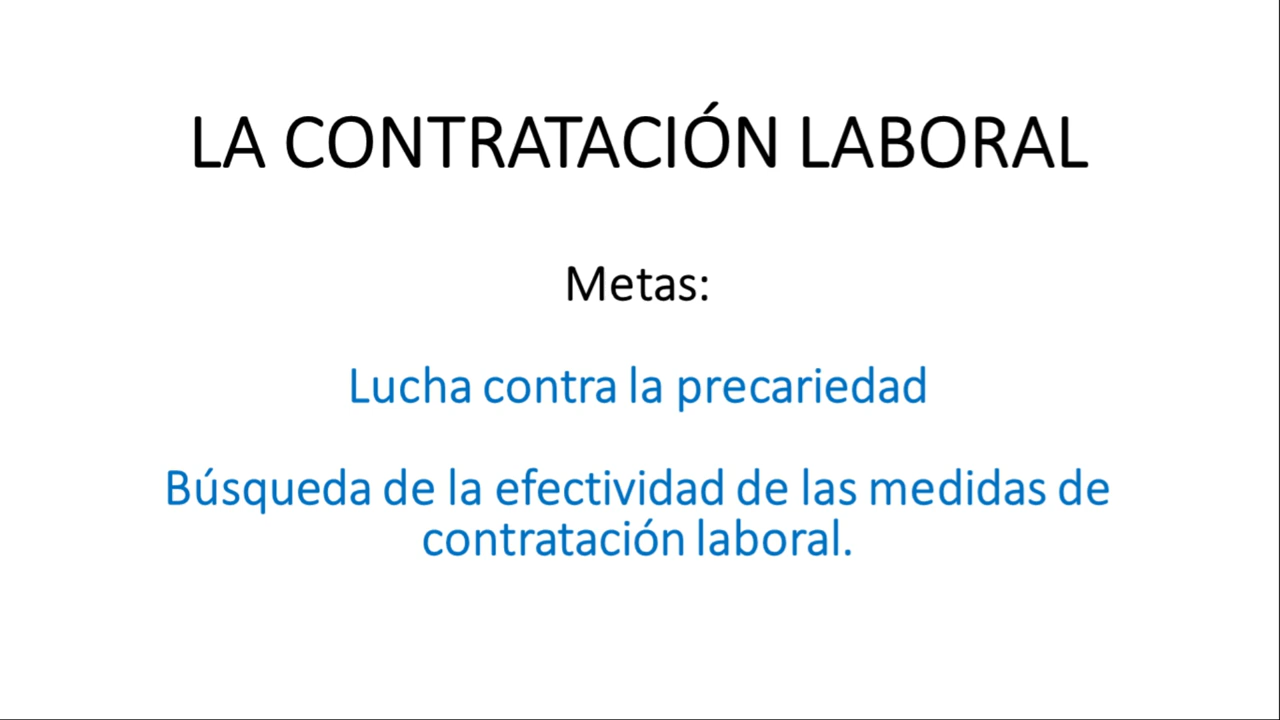 LA CONTRATACIÓN LABORAL
Metas:
Lucha contra la precariedad
Búsqueda de la efectividad de las medidas de
contratación laboral.